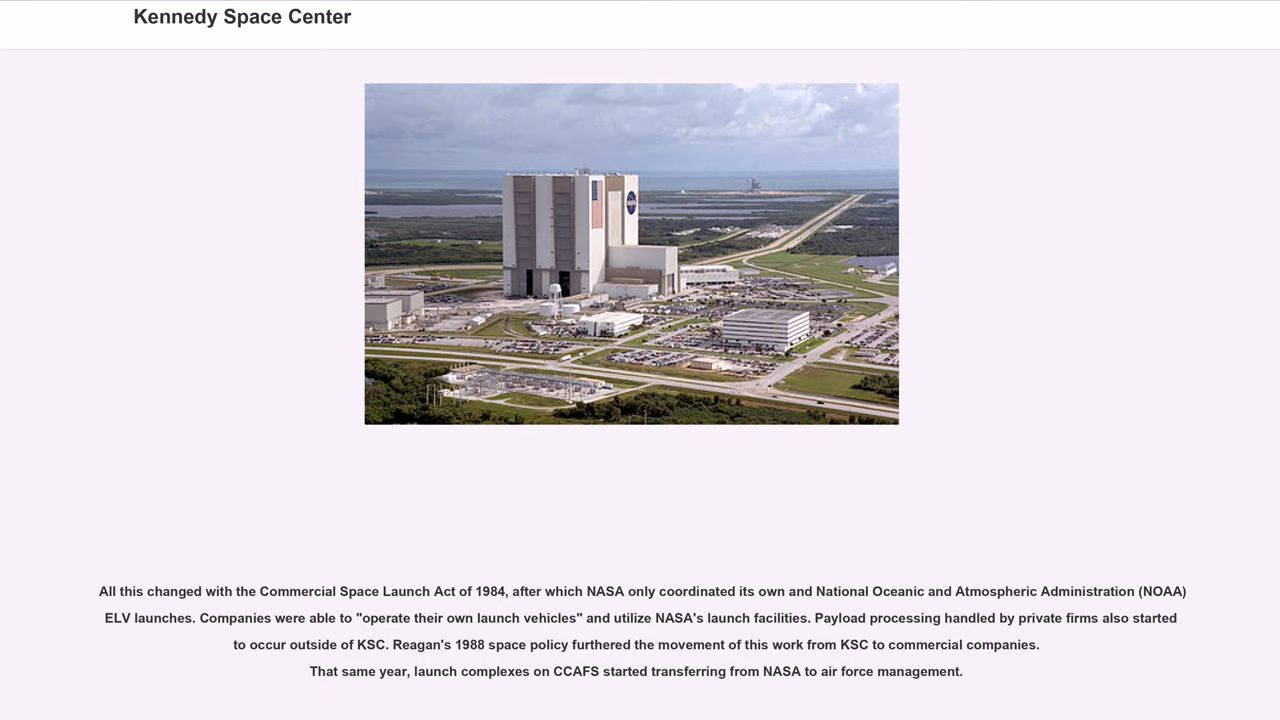 Kennedy Space Center
All this changed with the Commercial Space Launch Act of 1984, after which NASA only coordinated its own and National Oceanic and Atmospheric Administration (NOAA)
ELV launches. Companies were able to "operate their own launch vehicles" and utilize NASA's launch facilities. Payload processing handled by private firms also started
to occur outside of KSC. Reagan's 1988 space policy furthered the movement of this work from KSC to commercial companies.
That same year, launch complexes on CCAFS started transferring from NASA to air force management.